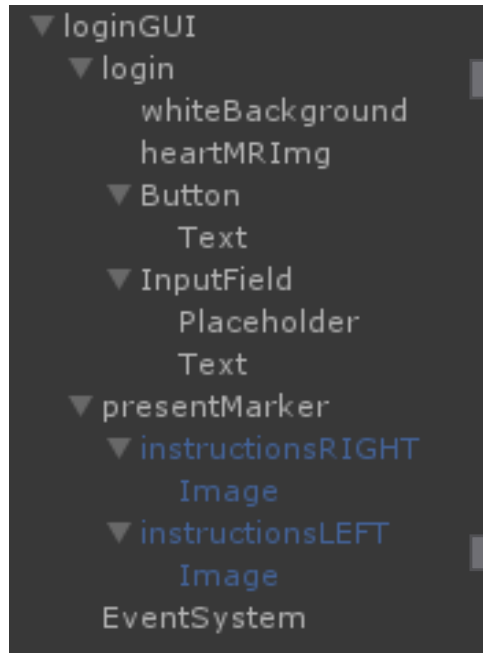 loginGUI
login
whiteBackground
heartMRImg
Button
Text
InputField
Placeholder
Text
presentMarker
instructionsRIGHT
Image
instructionsLEFT
Image
EventSystem